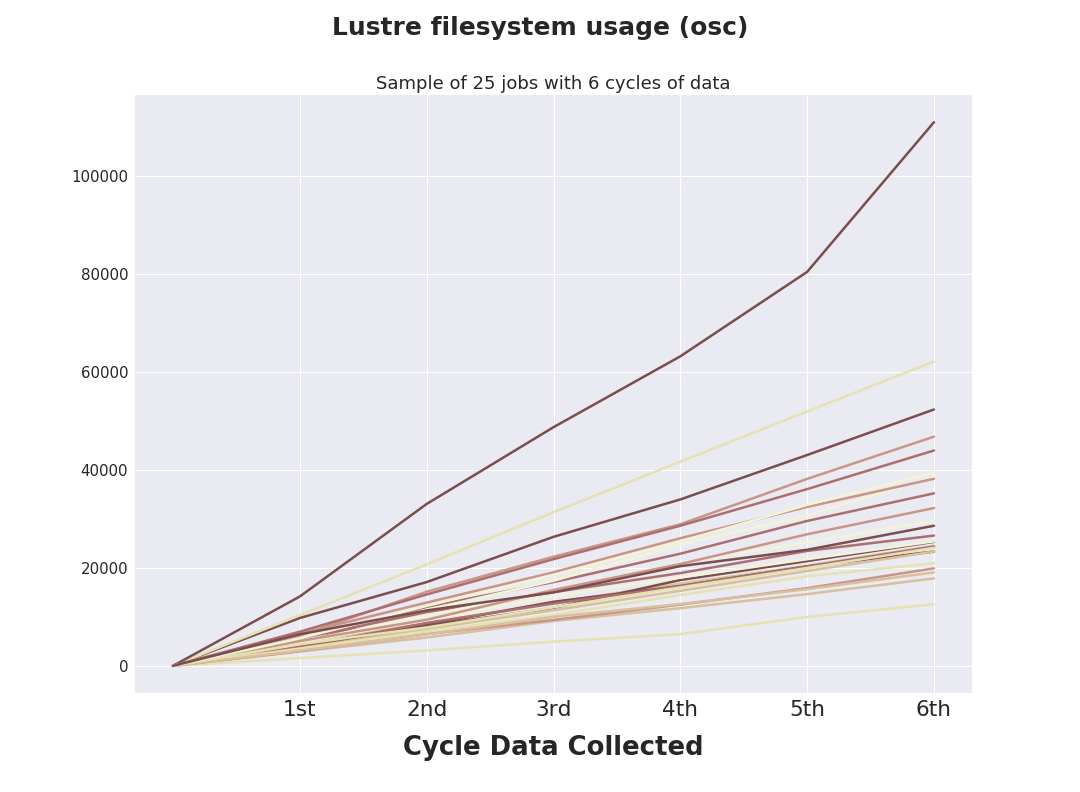 Lustre filesystem usage (osc)
Sample of 25 jobs with 6 cycles of data
100000
80000
60000
40000
20000
0
1st 2nd 3rd 4th 5th 6th
Cycle Data Collected